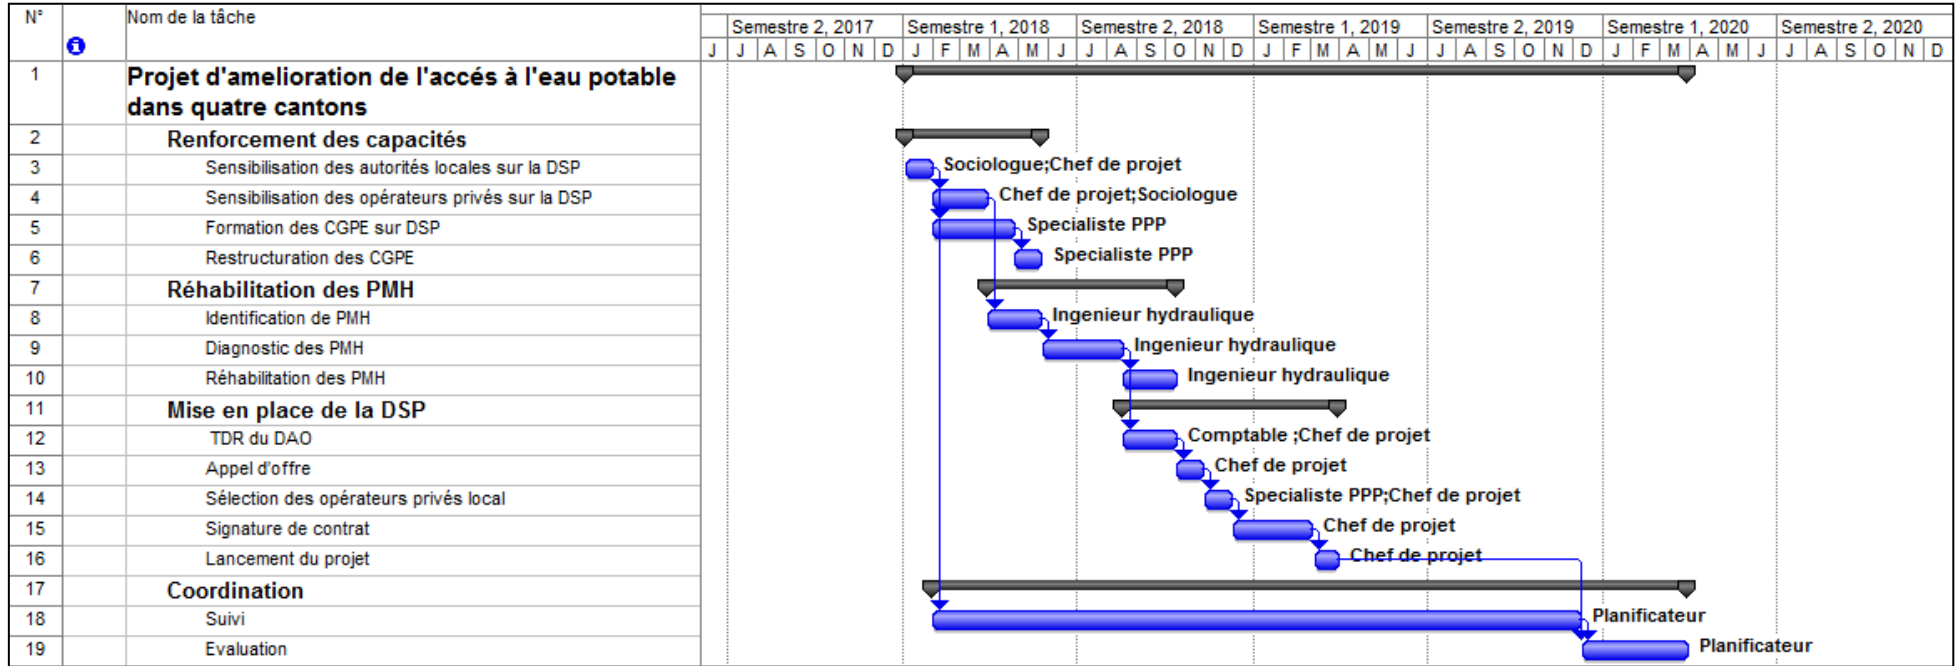 N° Nom de la tâche
Semestre 2, 2017 Semestre 1, 2018 Semestre 2, 2018 Semestre 1, 2019 Semestre 2, 2019 Semestre 1, 2020 Semestre 2, 2020
J J A S O N D J F M A M J J A S O N D J F M A M J J A S O N D J F M A M J J A S O N D
1 Projet d'amelioration de l'accés à l'eau potable
dans quatre cantons
2 Renforcement des capacités
3 Sensibilisation des autorités locales sur la DSP Sociologue;Chef de projet
4 Sensibilisation des opérateurs privés sur la DSP Chef de projet;Sociologue
5 Formation des CGPE sur DSP Specialiste PPP
6 Restructuration des CGPE Specialiste PPP
7 Réhabilitation des PMH
8 Identification de PMH Ingenieur hydraulique
9 Diagnostic des PMH Ingenieur hydraulique
10 Réhabilitation des PMH Ingenieur hydraulique
11 Mise en place de la DSP
12 TDR du DAO Comptable ;Chef de projet
13 Appel d'offre Chef de projet
14 Sélection des opérateurs privés local Specialiste PPP;Chef de projet
15 Signature de contrat Chef de projet
16 Lancement du projet Chef de projet
17 Coordination
18 Suivi Planificateur
19 Evaluation Planificateur